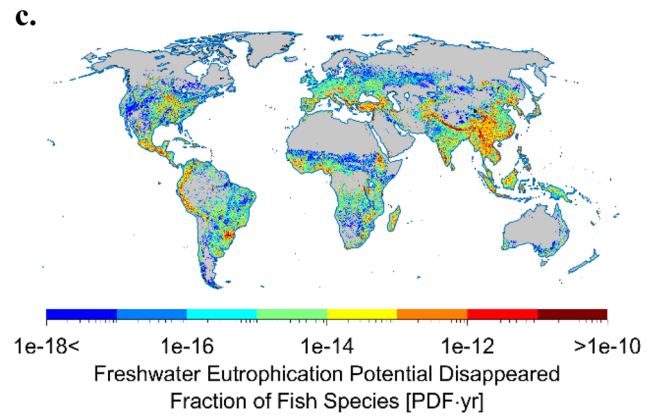 c.
1e-18< 1e-16 1e-14 1e-12 >1e-10
Freshwater Eutrophication Potential Disappeared
Fraction of Fish Species [PDF·yr]